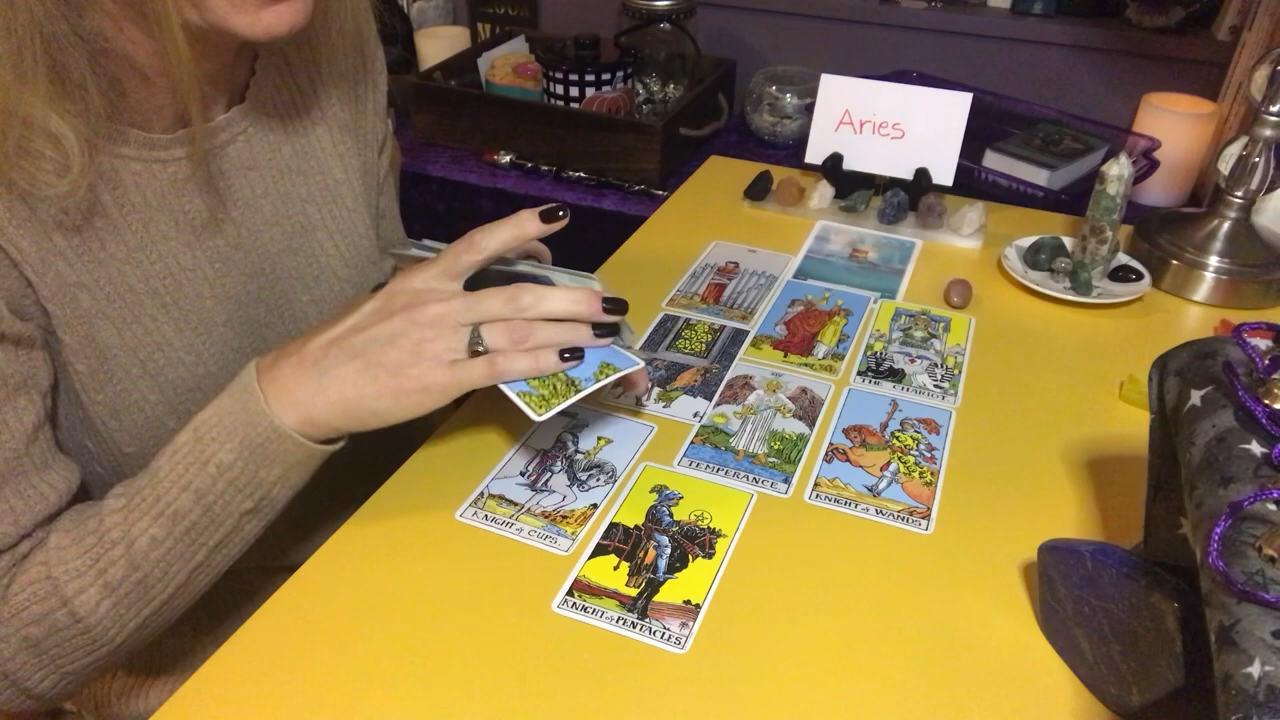 Aries
THE CHARIOT.
TEMPERANCE.
KNIGHT of WANDS
KNIGHT of CUPS.
KNIGHT of PENTACLES